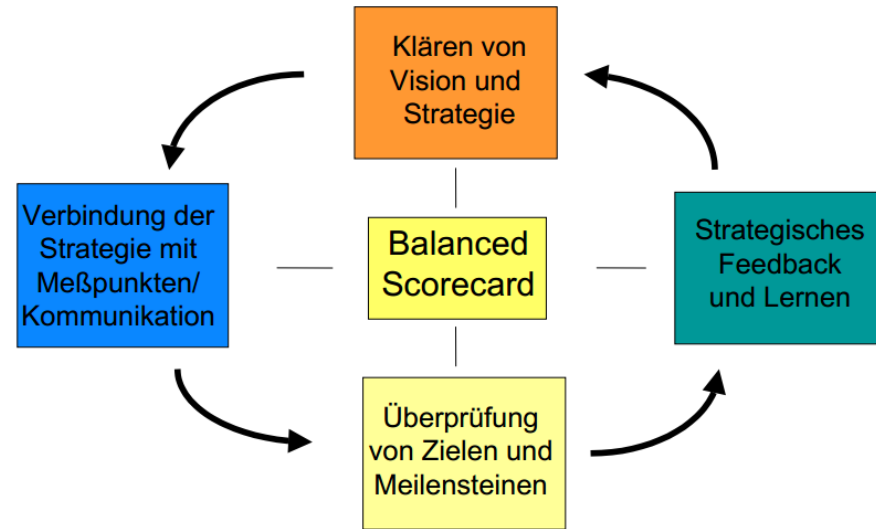 Klären von
Vision und
Strategie
Verbindung der
Strategie mit
Meßpunkten/
Kommunikation
Balanced
Scorecard
Strategisches
Feedback
und Lernen
Überprüfung
von Zielen und
Meilensteinen